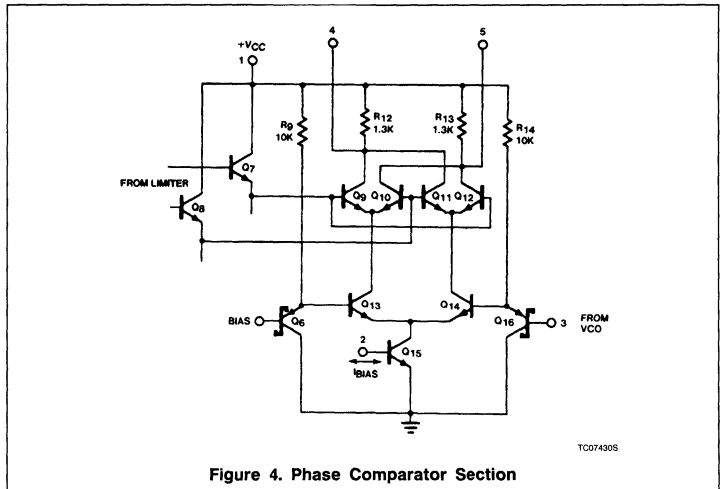 4
5
+VCC
1
R9
10K
R12
1.3K
R13
1.3K
R14
10K
Q7
FROM LIMITER
Q8
Q9
Q10
Q11
Q12
Q13
Q14
BIAS
Q6
Q16
3
FROM
VCO
2
Q15
IBIAS
TC07430S
Figure 4. Phase Comparator Section